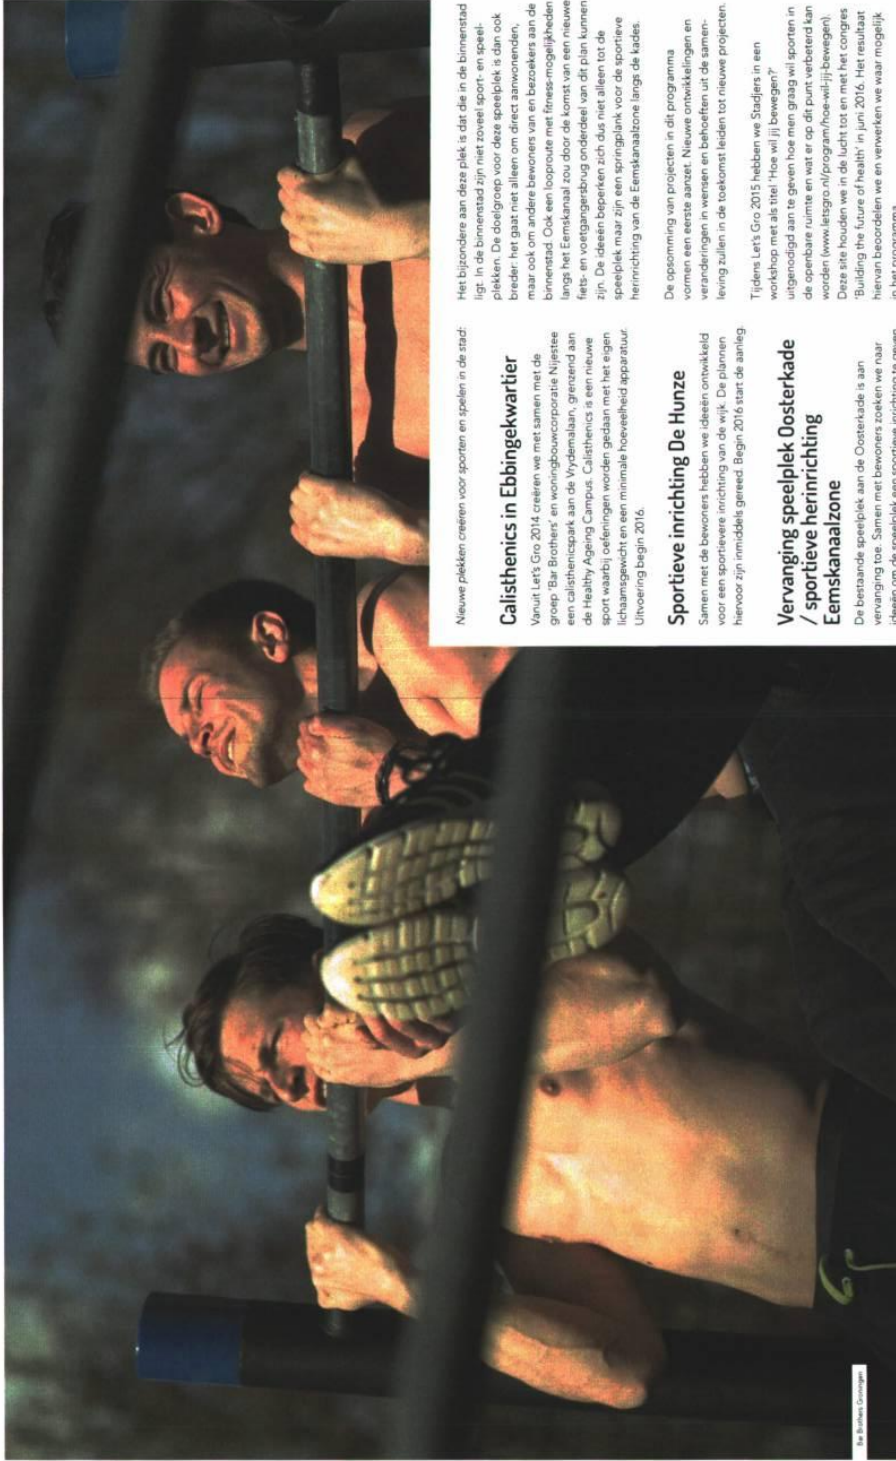 Nieuwe plekken creëren voor sporten en spelen in de stad:
Calisthenics in Ebbingekwartier
Vanuit Let's Gro 2014 creëren we met samen met de
groep 'Bar Brothers' en woningbouwcorporatie Nijestee
een calisthenicspark aan de Vrydemalaan, grenzend aan
de Healthy Ageing Campus. Calisthenics is een nieuwe
sport waarbij oefeningen worden gedaan met het eigen
lichaamsgewicht en een minimale hoeveelheid apparatuur.
Uitvoering begin 2016.
Sportieve inrichting De Hunze
Samen met de bewoners hebben we ideeën ontwikkeld
voor een sportievere inrichting van de wijk. De plannen
hiervoor zijn inmiddels gereed. Begin 2016 start de aanleg.
Vervanging speelplek Oosterkade
/ sportieve herinrichting
Eemskanaalzone
De bestaande speelplek aan de Oosterkade is aan
vervanging toe. Samen met bewoners zoeken we naar
ideeën om de speelplek een sportieve inrichting te geven
Het bijzondere aan deze plek is dat die in de binnenstad
ligt. In de binnenstad zijn niet zoveel sport- en speel-
plekken. De doelgroep voor deze speelplek is dan ook
breder: het gaat niet alleen om direct aanwonenden,
maar ook om andere bewoners van en bezoekers aan de
binnenstad. Ook een looproute met fitness-mogelijkheden
langs het Eemskanaal zou door de komst van een nieuwe
fiets- en voetgangersbrug onderdeel van dit plan kunnen
zijn. De ideeën beperken zich dus niet alleen tot de
speelplek maar zijn een springplank voor de sportieve
herinrichting van de Eemskanaalzone langs de kades.
De opsomming van projecten in dit programma
vormen een eerste aanzet. Nieuwe ontwikkelingen en
veranderingen in wensen en behoeften uit de samen-
leving zullen in de toekomst leiden tot nieuwe projecten.
Tijdens Let's Gro 2015 hebben we Stadjers in een
workshop met als titel 'Hoe wil jij bewegen?'
uitgenodigd aan te geven hoe men graag wil sporten in
de openbare ruimte en wat er op dit punt verbeterd kan
worden (www.letsgro.nl/program/hoe-wil-jij-bewegen).
Deze site houden we in de lucht tot en met het congres
'Building the future of health' in juni 2016. Het resultaat
hiervan beoordelen we en verwerken we waar mogelijk
in het programma.
Bar Brothers Groningen